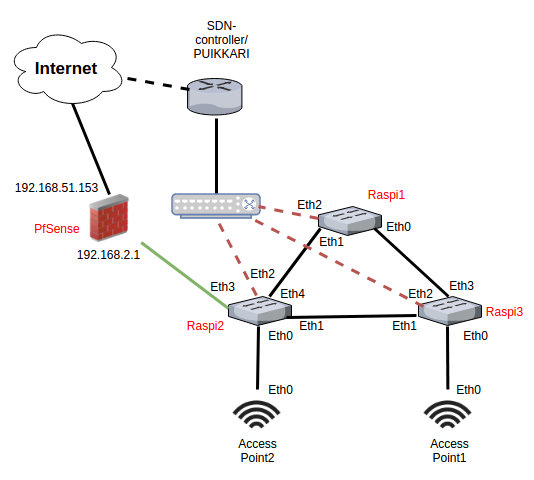 SDN-
controller/
PUIKKARI
Internet
192.168.51.153
PfSense
192.168.2.1
Raspi1
Eth2
Eth0
Eth1
Eth2
Eth3
Eth4
Eth3
Eth2
Raspi2
Eth1
Eth1
Raspi3
Eth0
Eth0
Eth0
Eth0
Access
Point2
Access
Point1